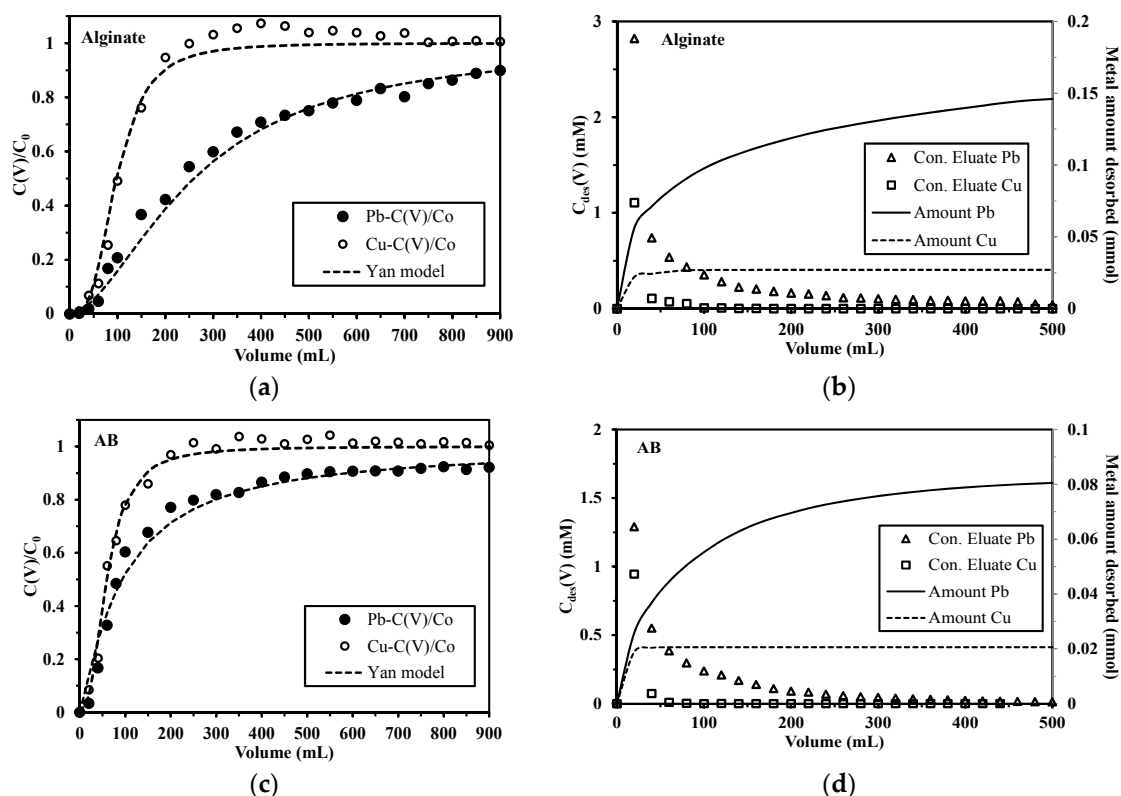 Alginate
C(V)/C0
1
0.8
0.6
0.4
0.2
0
Pb-C(V)/Co
Cu-C(V)/Co
Yan model
0 100 200 300 400 500 600 700 800 900
Volume (mL)
(a)
Alginate
Cdes(V) (mM)
3
2
1
0
Con. Eluate Pb
Con. Eluate Cu
Amount Pb
Amount Cu
0.2
0.15
0.1
0.05
0
Metal amount desorbed (mmol)
0 100 200 300 400 500
Volume (mL)
(b)
AB
C(V)/C0
1
0.8
0.6
0.4
0.2
0
Pb-C(V)/Co
Cu-C(V)/Co
Yan model
0 100 200 300 400 500 600 700 800 900
Volume (mL)
(c)
AB
Cdes(V) (mM)
2
1.5
1
0.5
0
Con. Eluate Pb
Con. Eluate Cu
Amount Pb
Amount Cu
0.1
0.08
0.06
0.04
0.02
0
Metal amount desorbed (mmol)
0 100 200 300 400 500
Volume (mL)
(d)